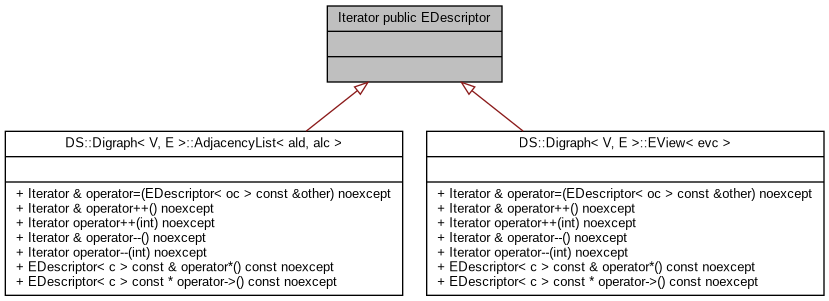 Iterator public EDescriptor
DS::Digraph< V, E >::AdjacencyList< ald, alc >
+ Iterator & operator=(EDescriptor< oc > const &other) noexcept
+ Iterator & operator++() noexcept
+ Iterator operator++(int) noexcept
+ Iterator & operator--() noexcept
+ Iterator operator--(int) noexcept
+ EDescriptor< c > const & operator*() const noexcept
+ EDescriptor< c > const * operator->() const noexcept
DS::Digraph< V, E >::EView< evc >
+ Iterator & operator=(EDescriptor< oc > const &other) noexcept
+ Iterator & operator++() noexcept
+ Iterator operator++(int) noexcept
+ Iterator & operator--() noexcept
+ Iterator operator--(int) noexcept
+ EDescriptor< c > const & operator*() const noexcept
+ EDescriptor< c > const * operator->() const noexcept